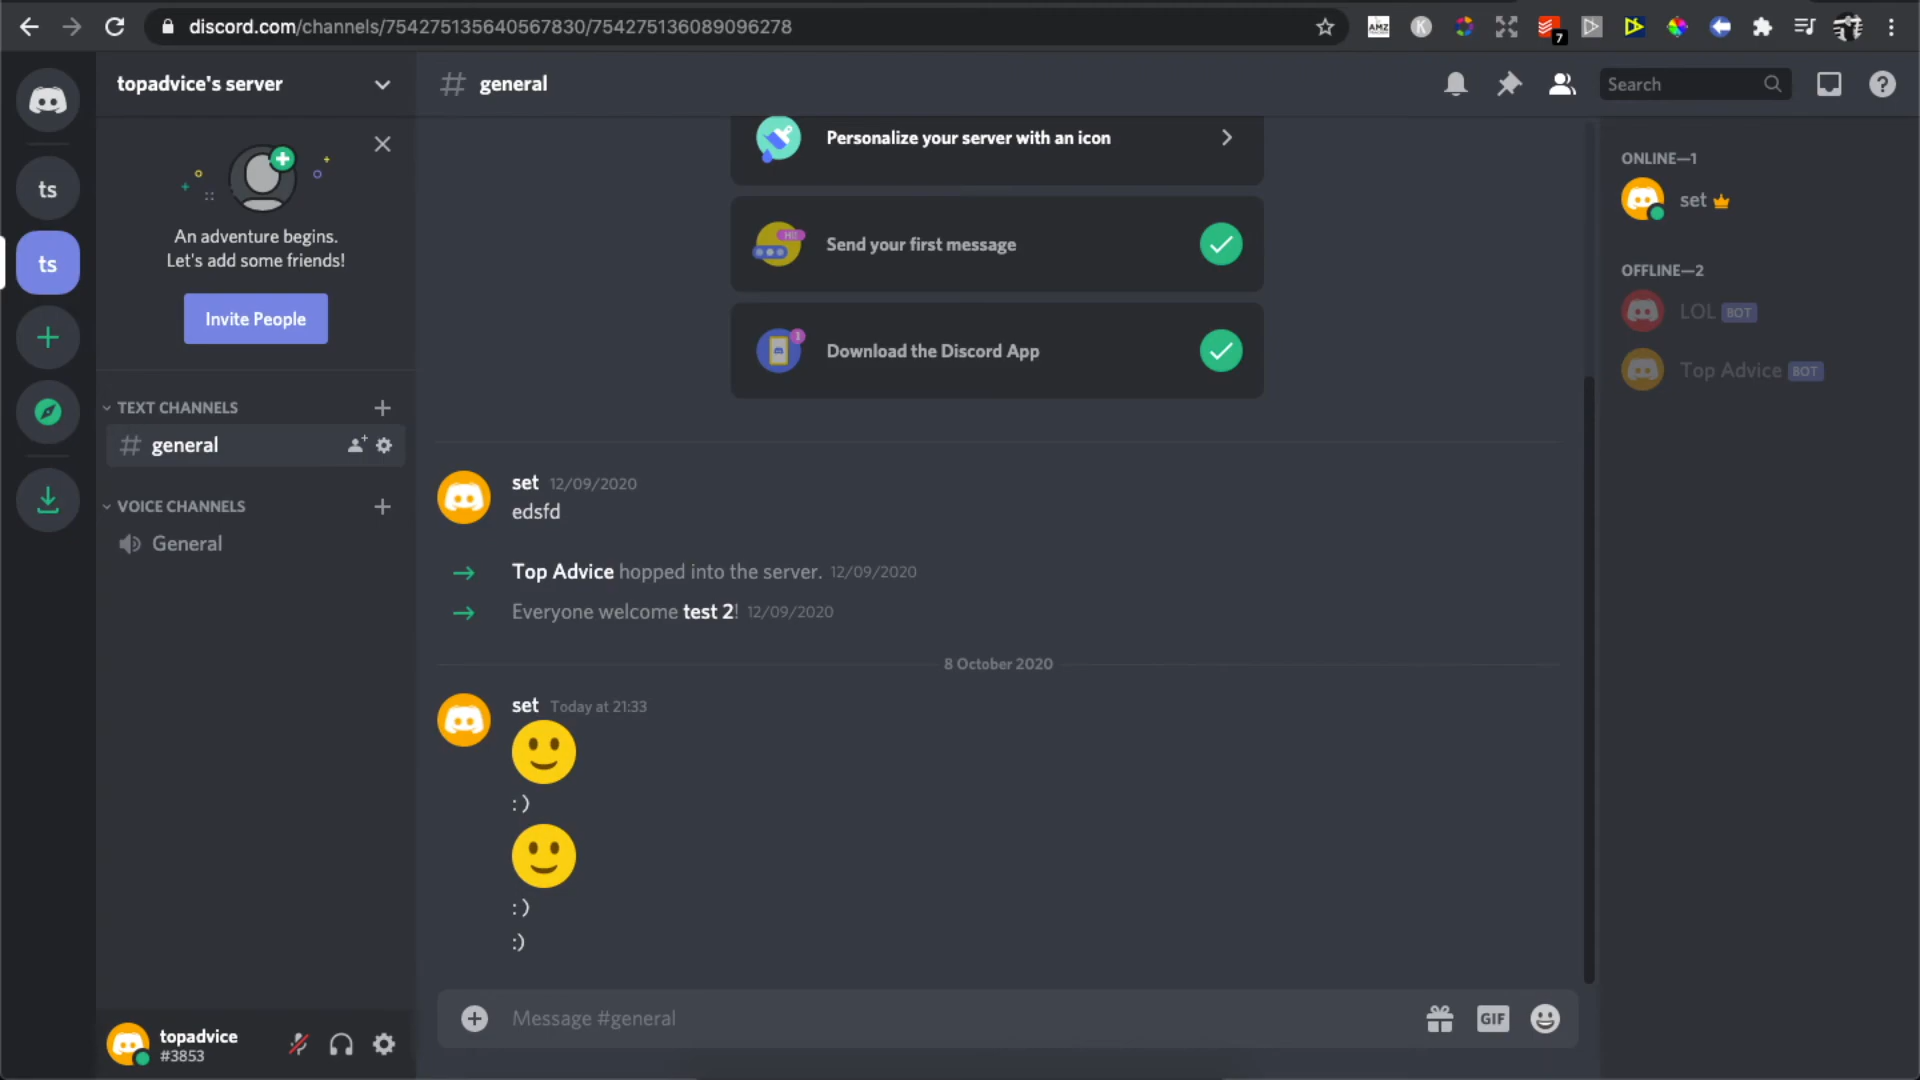 discord.com/channels/754275135640567830/754275136089096278
AMZ
K
7
topadvice's server
general
Search
ts
ts
An adventure begins.
Let's add some friends!
Invite People
TEXT CHANNELS
general
VOICE CHANNELS
General
topadvice
#3853
Personalize your server with an icon
Send your first message
Download the Discord App
set 12/09/2020
edsfd
Top Advice hopped into the server. 12/09/2020
Everyone welcome test 2! 12/09/2020
8 October 2020
set Today at 21:33
: )
: )
:)
Message #general
GIF
ONLINE—1
set
OFFLINE—2
LOL BOT
Top Advice BOT